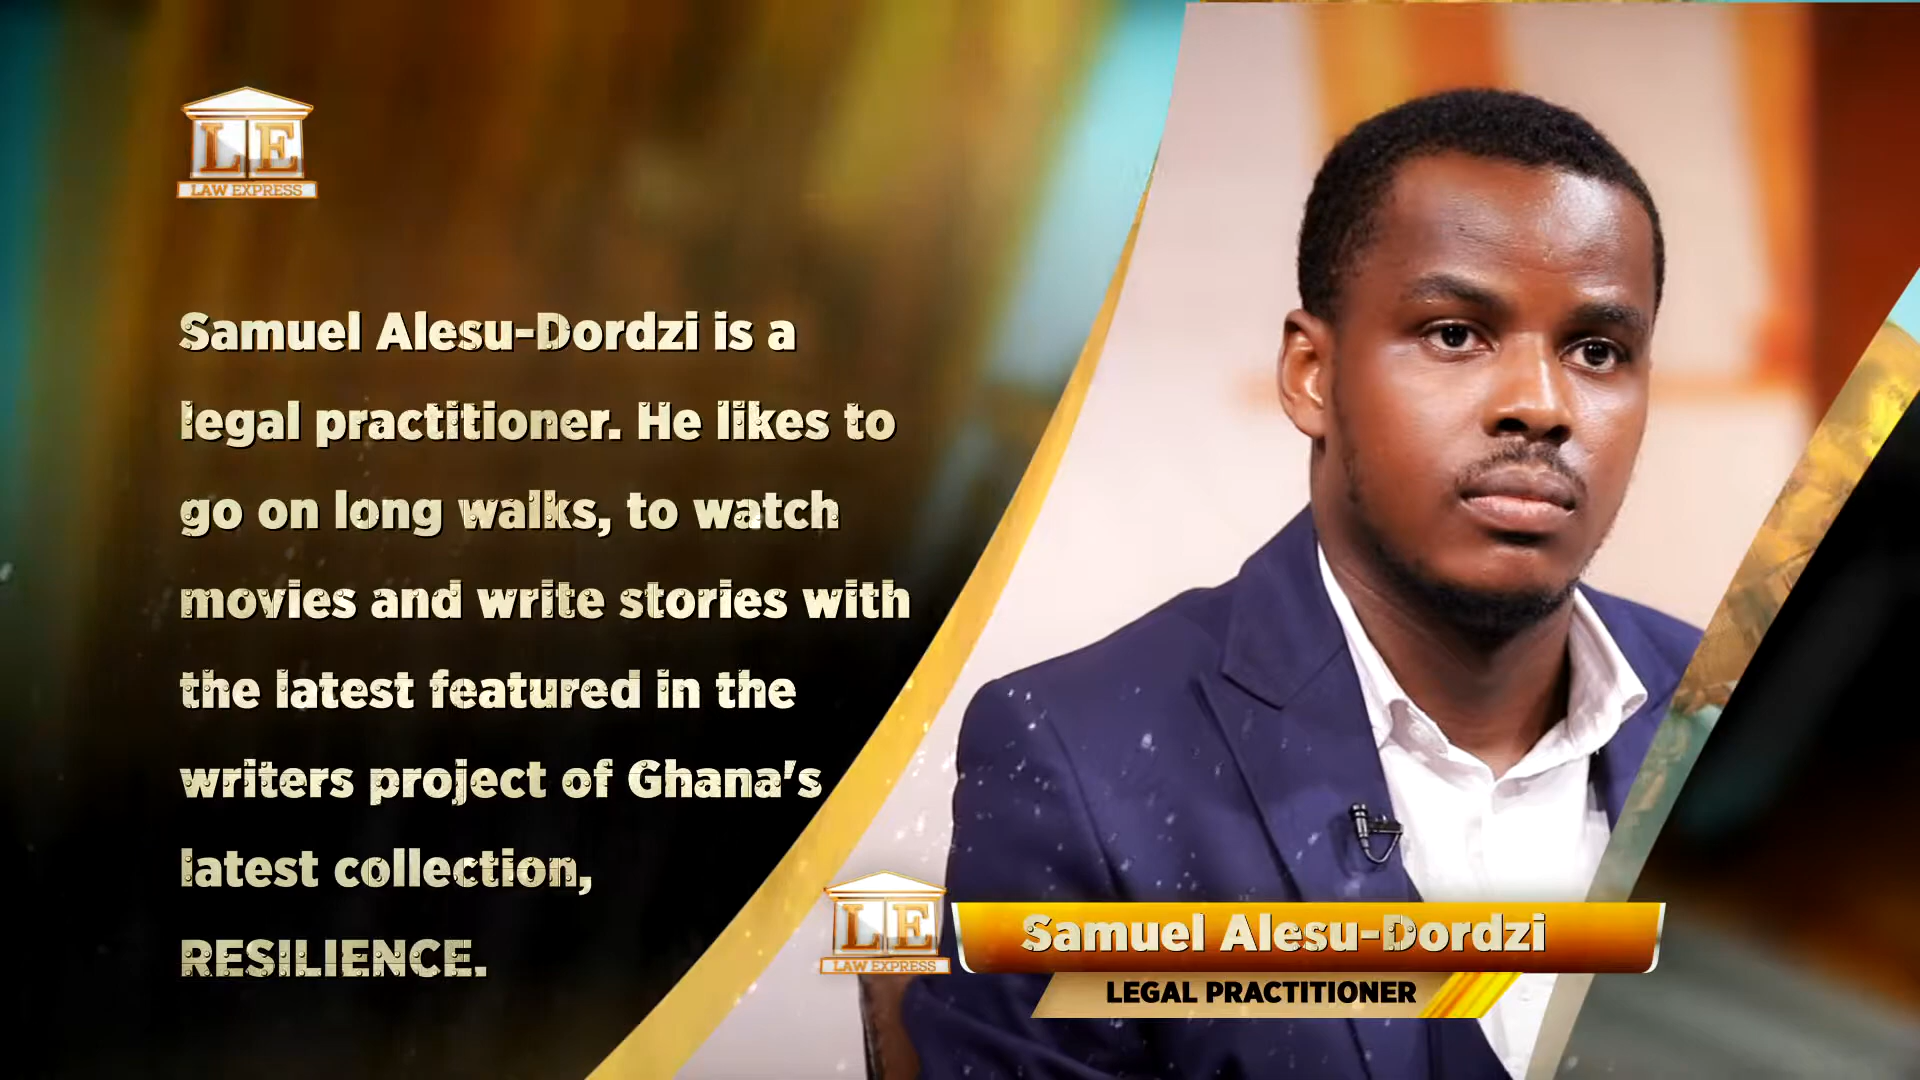 LE
LAW EXPRESS
Samuel Alesu-Dordzi is a
legal practitioner. He likes to
go on long walks, to watch
movies and write stories with
the latest featured in the
writers project of Ghana's
latest collection,
RESILIENCE.
LE
LAW EXPRESS
Samuel Alesu-Dordzi
LEGAL PRACTITIONER